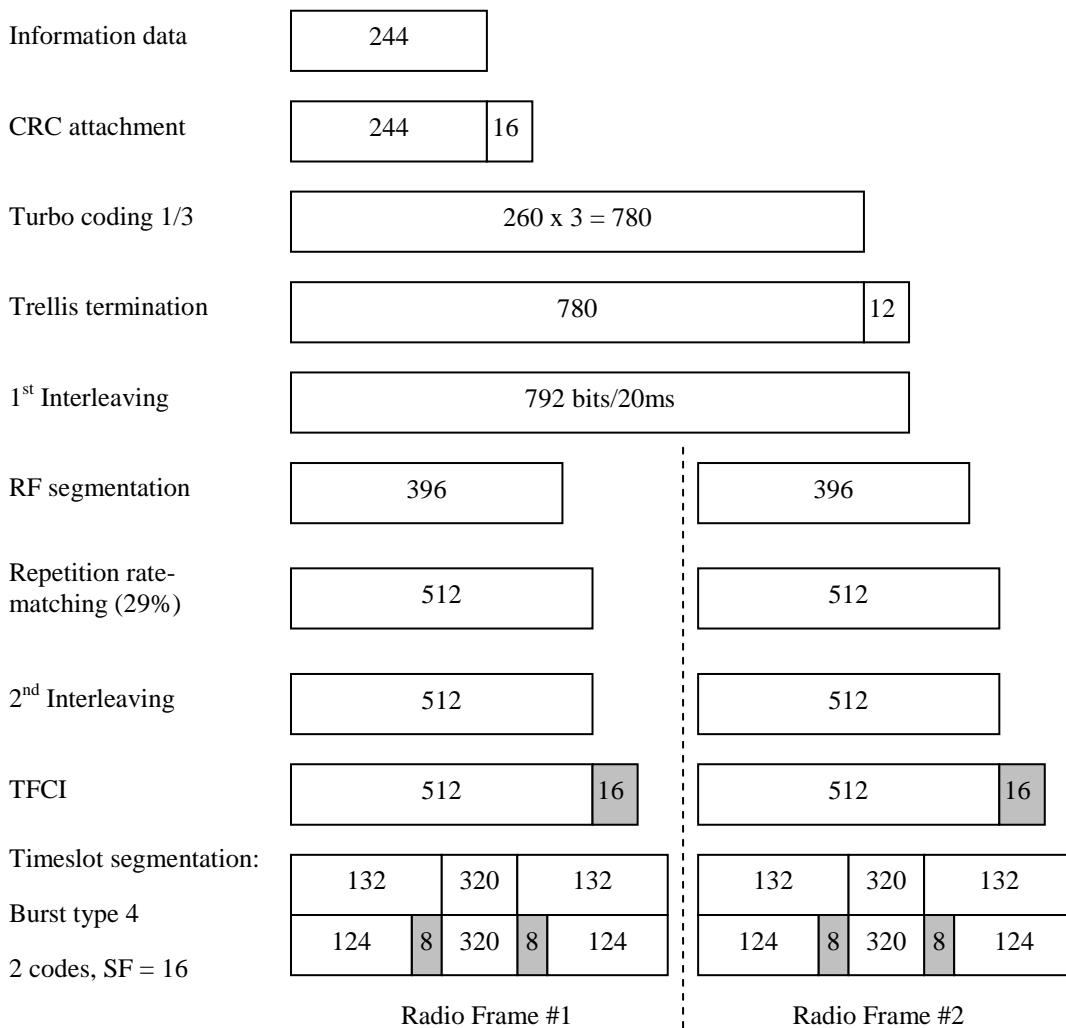 Information data
244
CRC attachment
244 16
Turbo coding 1/3
260 x 3 = 780
Trellis termination
780 12
1st Interleaving
792 bits/20ms
RF segmentation
396 396
Repetition rate-
matching (29%)
512 512
2nd Interleaving
512 512
TFCI
512 16 512 16
Timeslot segmentation:
132 320 132 132 320 132
Burst type 4
124 8 320 8 124 124 8 320 8 124
2 codes, SF = 16
Radio Frame #1 Radio Frame #2